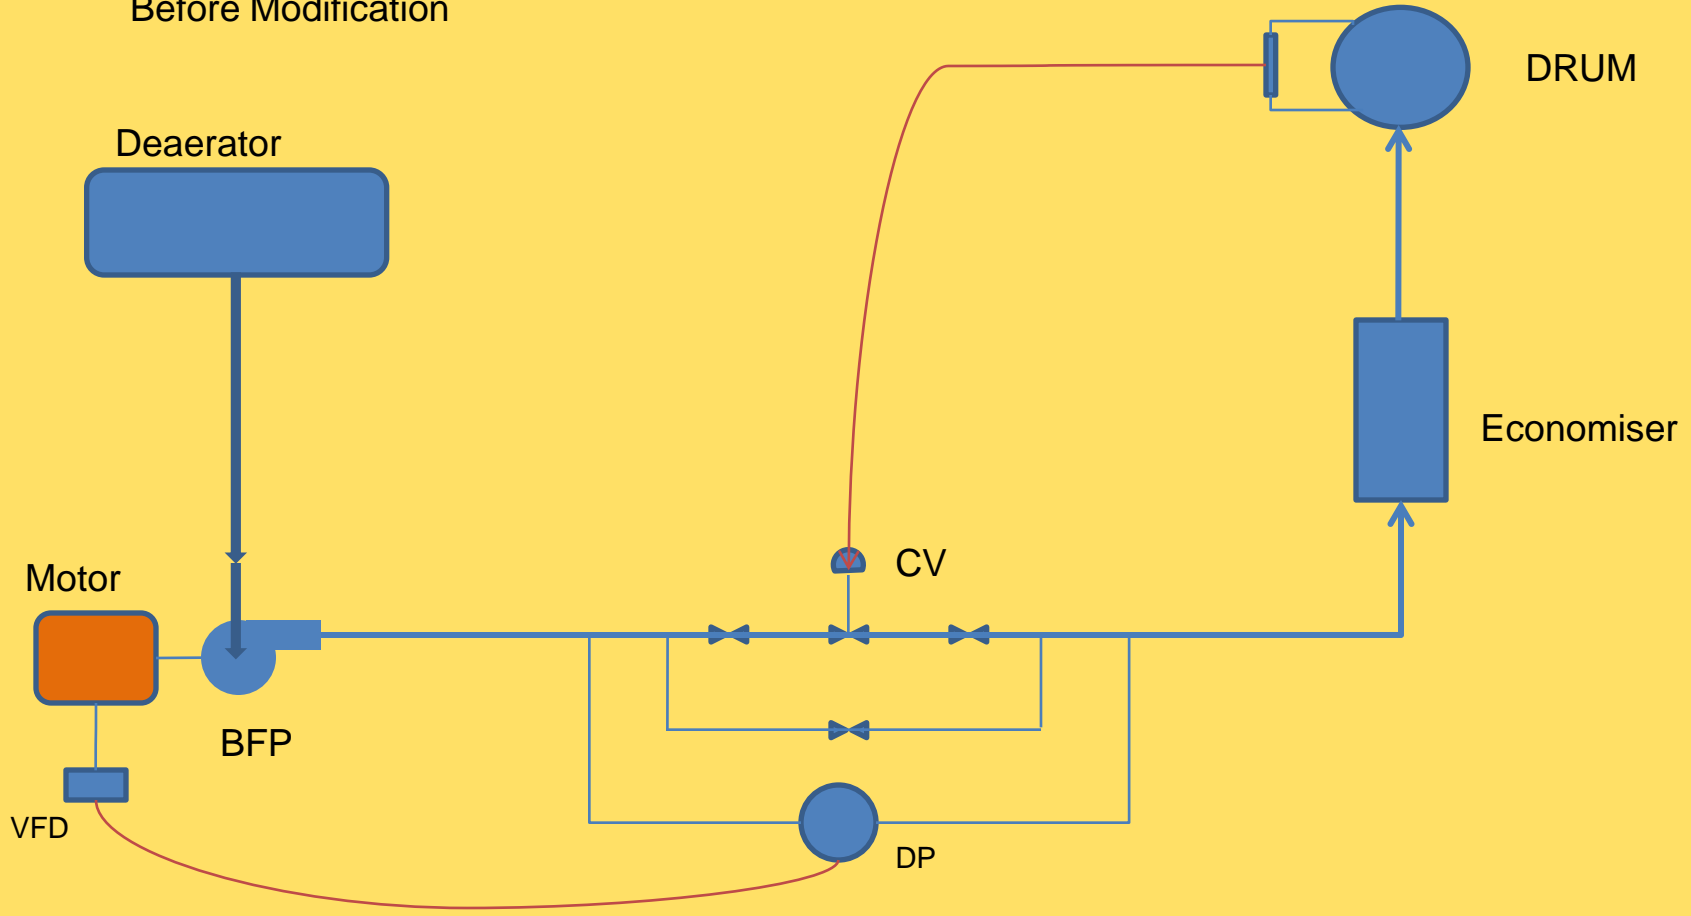 Before Modification
DRUM
Deaerator
Economiser
CV
Motor
BFP
VFD
DP